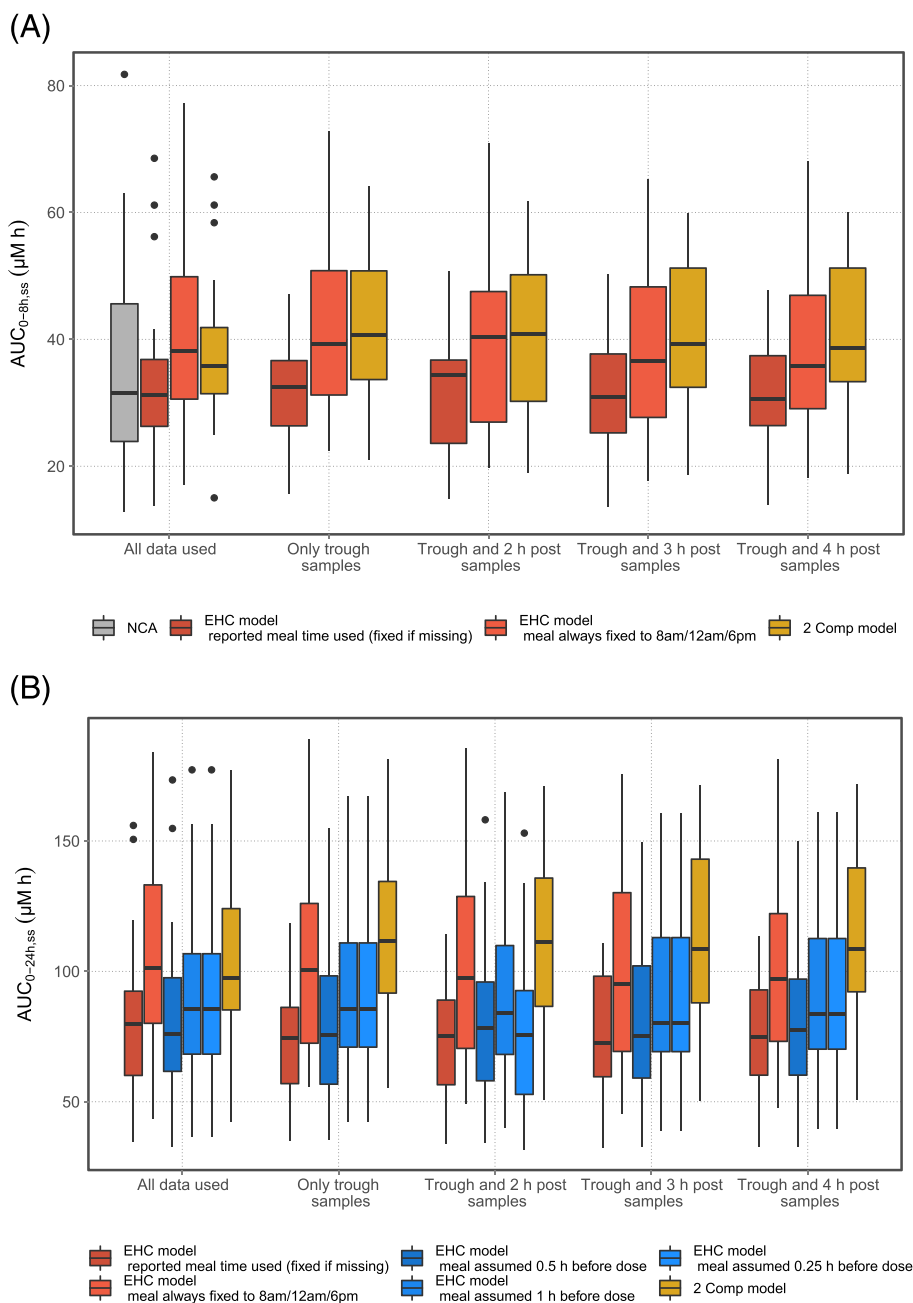 (A)
AUC0−8h,ss (μM h)
80
60
40
20
All data used
Only trough
samples
Trough and 2 h post
samples
Trough and 3 h post
samples
Trough and 4 h post
samples
NCA
EHC model
reported meal time used (fixed if missing)
EHC model
meal always fixed to 8am/12am/6pm
2 Comp model
(B)
AUC0−24h,ss (μM h)
150
100
50
All data used
Only trough
samples
Trough and 2 h post
samples
Trough and 3 h post
samples
Trough and 4 h post
samples
EHC model
reported meal time used (fixed if missing)
EHC model
meal always fixed to 8am/12am/6pm
EHC model
meal assumed 0.5 h before dose
EHC model
meal assumed 1 h before dose
EHC model
meal assumed 0.25 h before dose
2 Comp model